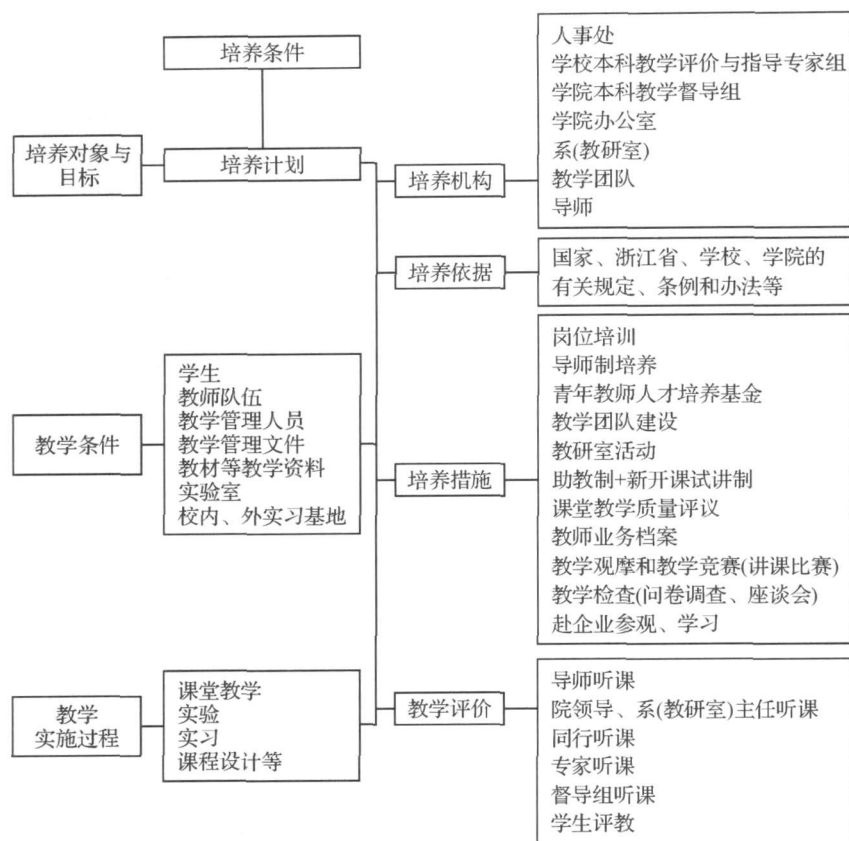 培养条件
培养对象与
目标
培养计划
培养机构
人事处
学校本科教学评价与指导专家组
学院本科教学督导组
学院办公室
系(教研室)
教学团队
导师
培养依据
国家、浙江省、学校、学院的
有关规定、条例和办法等
教学条件
学生
教师队伍
教学管理人员
教学管理文件
教材等教学资料
实验室
校内、外实习基地
培养措施
岗位培训
导师制培养
青年教师人才培养基金
教学团队建设
教研室活动
助教制+新开课试讲制
课堂教学质量评议
教师业务档案
教学观摩和教学竞赛(讲课比赛)
教学检查(问卷调查、座谈会)
赴企业参观、学习
教学
实施过程
课堂教学
实验
实习
课程设计等
教学评价
导师听课
院领导、系(教研室)主任听课
同行听课
专家听课
督导组听课
学生评教